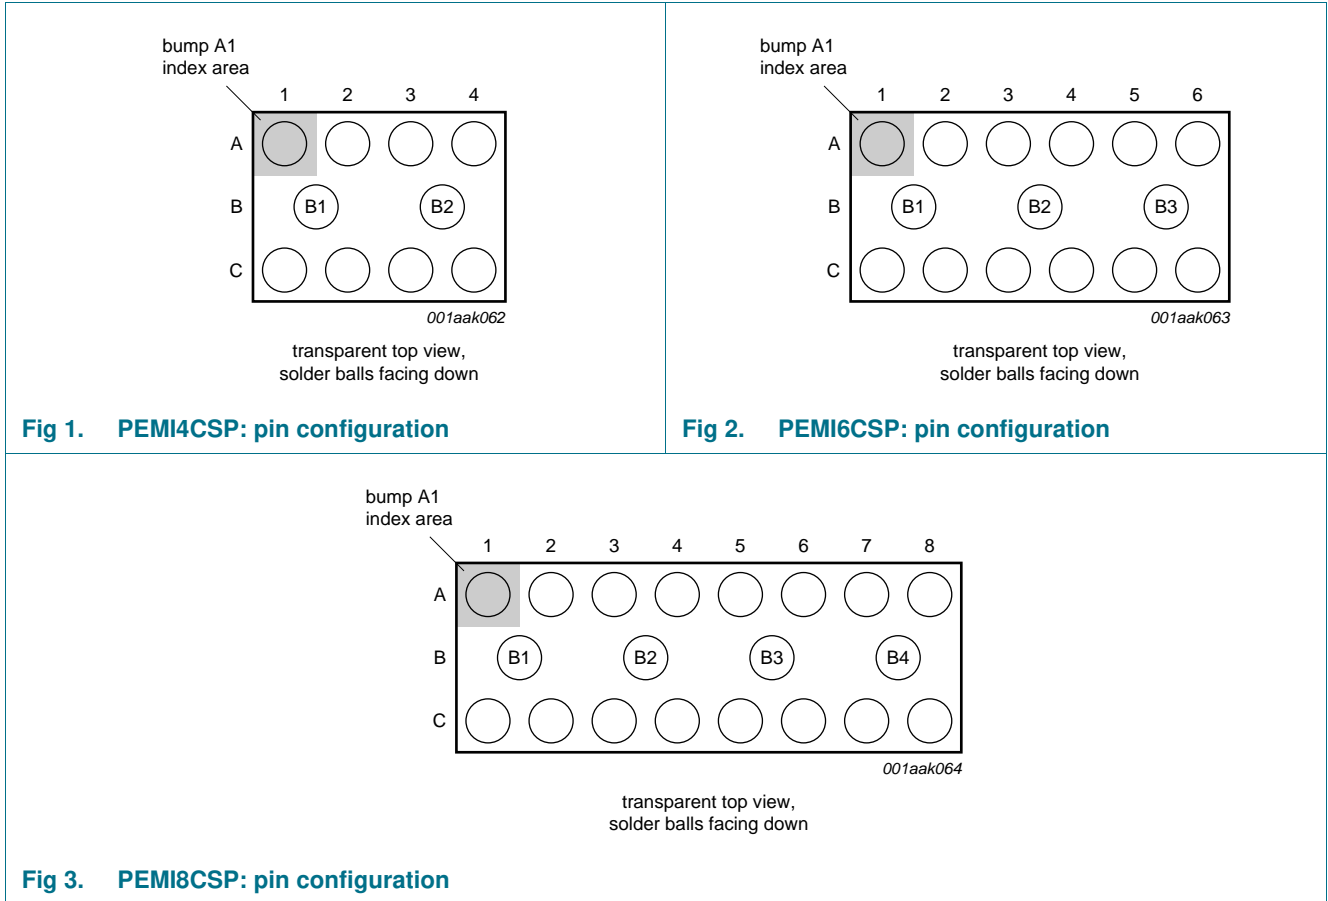 bump A1
index area
1 2 3 4
A
B B1 B2
C
001aak062
transparent top view,
solder balls facing down
Fig 1. PEMI4CSP: pin configuration
bump A1
index area
1 2 3 4 5 6
A
B B1 B2 B3
C
001aak063
transparent top view,
solder balls facing down
Fig 2. PEMI6CSP: pin configuration
bump A1
index area
1 2 3 4 5 6 7 8
A
B B1 B2 B3 B4
C
001aak064
transparent top view,
solder balls facing down
Fig 3. PEMI8CSP: pin configuration